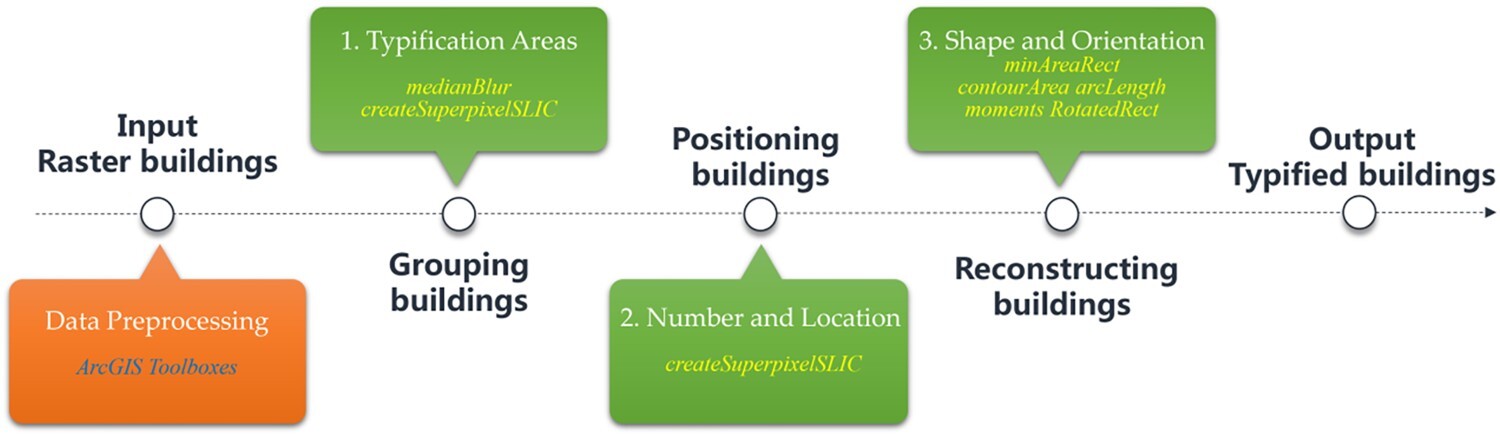 Input
Raster buildings
Data Preprocessing
ArcGIS Toolboxes
1. Typification Areas
medianBlur
createSuperpixelSLIC
Grouping
buildings
Positioning
buildings
2. Number and Location
createSuperpixelSLIC
3. Shape and Orientation
minAreaRect
contourArea arcLength
moments RotatedRect
Reconstructing
buildings
Output
Typified buildings